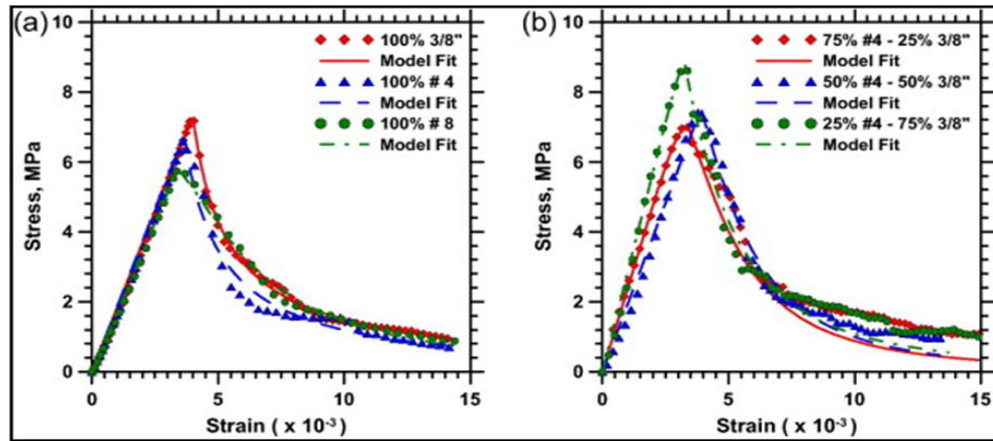 (a)
10
8
6
4
2
0
Stress, MPa
100% 3/8"
Model Fit
100% # 4
Model Fit
100% # 8
Model Fit
0 5 10 15
Strain ( x 10-3)
(b)
10
8
6
4
2
0
Stress, MPa
75% #4 - 25% 3/8"
Model Fit
50% #4 - 50% 3/8"
Model Fit
25% #4 - 75% 3/8"
Model Fit
0 5 10 15
Strain ( x 10-3)